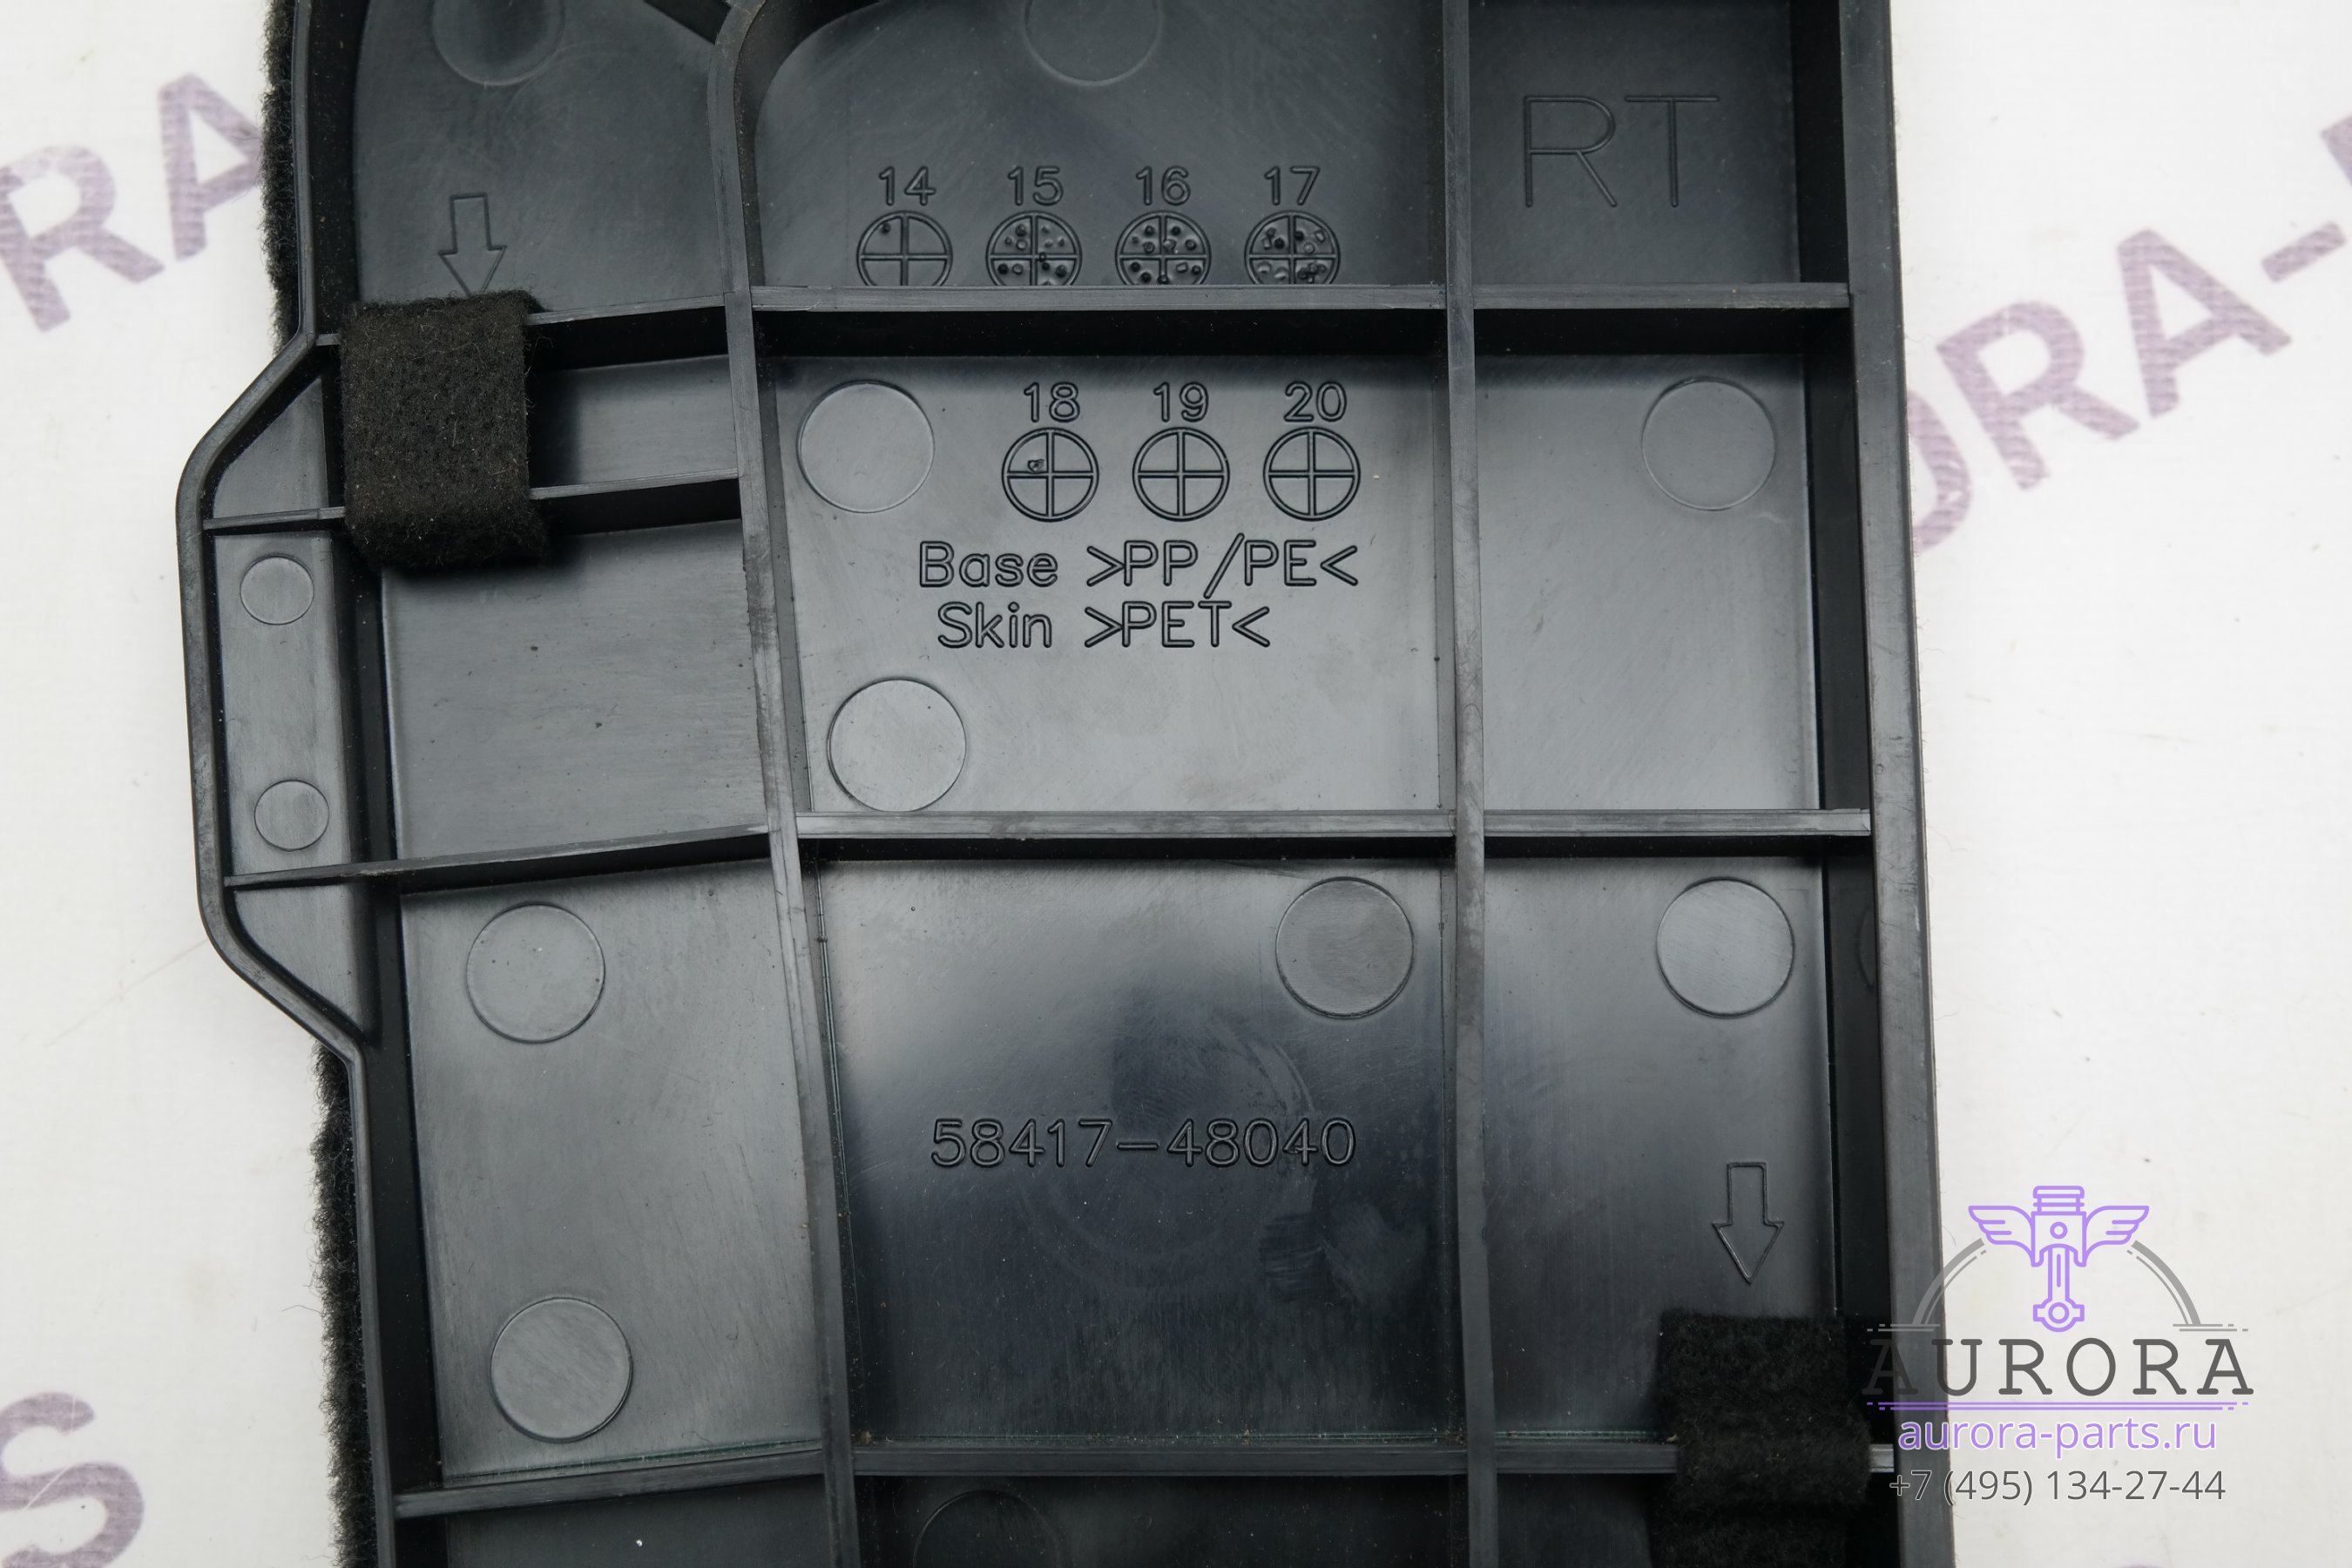 RT
14 15 16 17
18 19 20
Base >PP/PE<
Skin >PET<
58417-48040
AURORA
aurora-parts.ru
+7 (495) 134-27-44